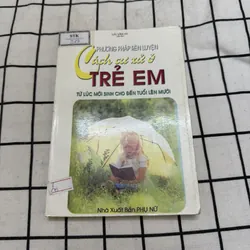 PHƯƠNG PHÁP RÈN LUYỆN
Cách cư xử ở
TRẺ EM
TỪ LÚC MỚI SINH CHO ĐẾN TUỔI LÊN MƯỜI
Nhà Xuất Bản PHỤ NỮ